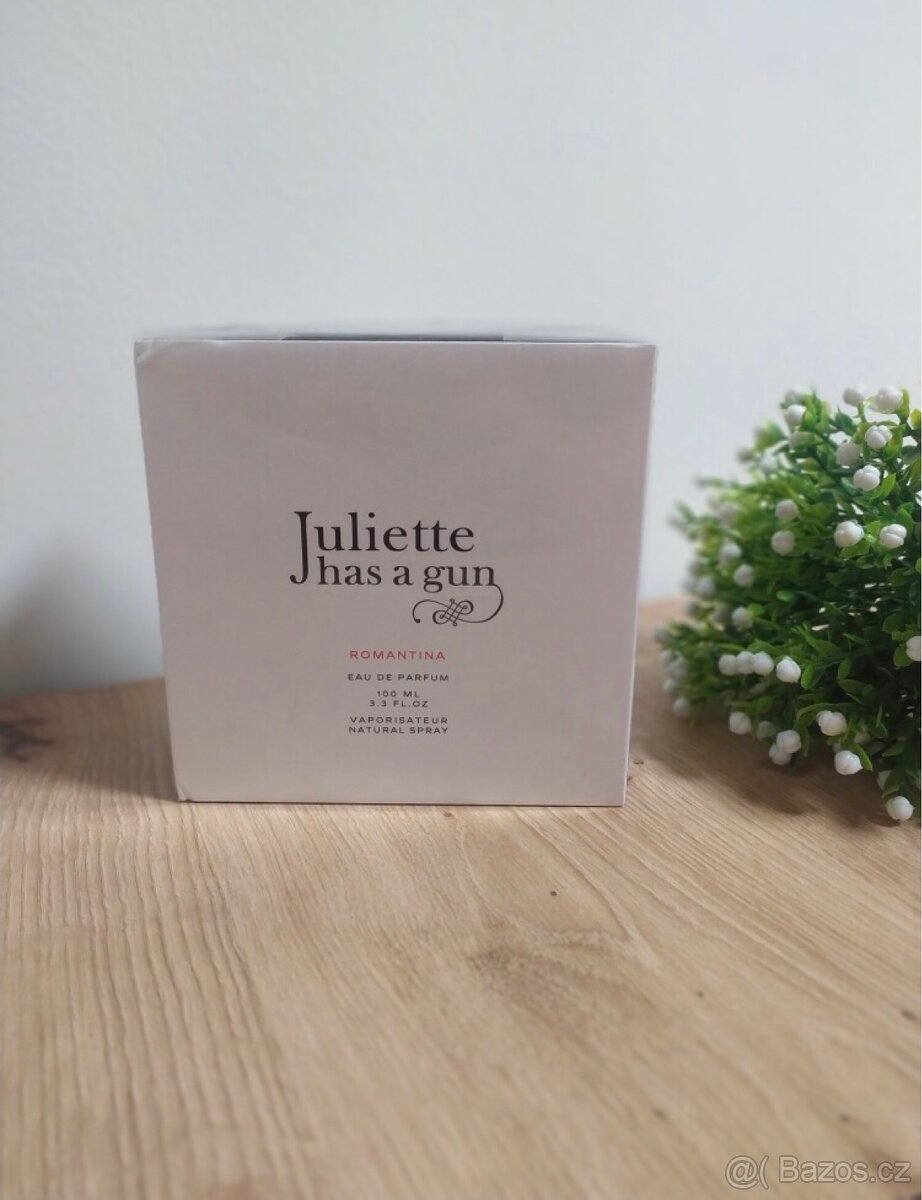 Juliette
has a gun
ROMANTINA
EAU DE PARFUM
100 ML
3.3 FL.OZ
VAPORISATEUR
NATURAL SPRAY
@( Bazos.cz